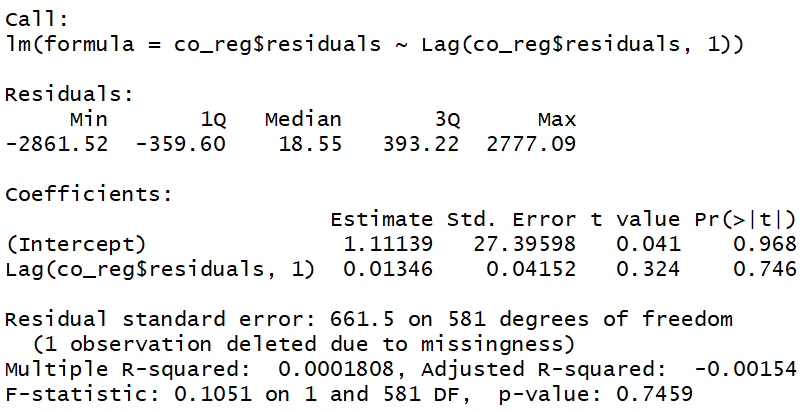 Call:
lm(formula = co_reg$residuals ~ Lag(co_reg$residuals, 1))

Residuals:
     Min       1Q   Median       3Q      Max
-2861.52  -359.60    18.55   393.22  2777.09

Coefficients:
                          Estimate Std. Error t value Pr(>|t|)
(Intercept)                1.11139   27.39598   0.041    0.968
Lag(co_reg$residuals, 1)  0.01346    0.04152   0.324    0.746

Residual standard error: 661.5 on 581 degrees of freedom
  (1 observation deleted due to missingness)
Multiple R-squared:  0.0001808, Adjusted R-squared:  -0.00154
F-statistic: 0.1051 on 1 and 581 DF,  p-value: 0.7459